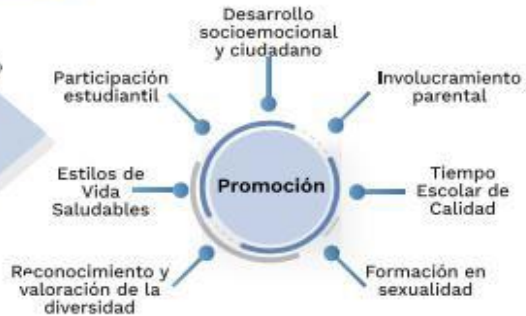 Desarrollo
socioemocional
y ciudadano
Participación
estudiantil
Involucramiento
parental
Estilos de
Vida
Saludables
Promoción
Tiempo
Escolar de
Calidad
Reconocimiento y
valoración de la
diversidad
Formación en
sexualidad